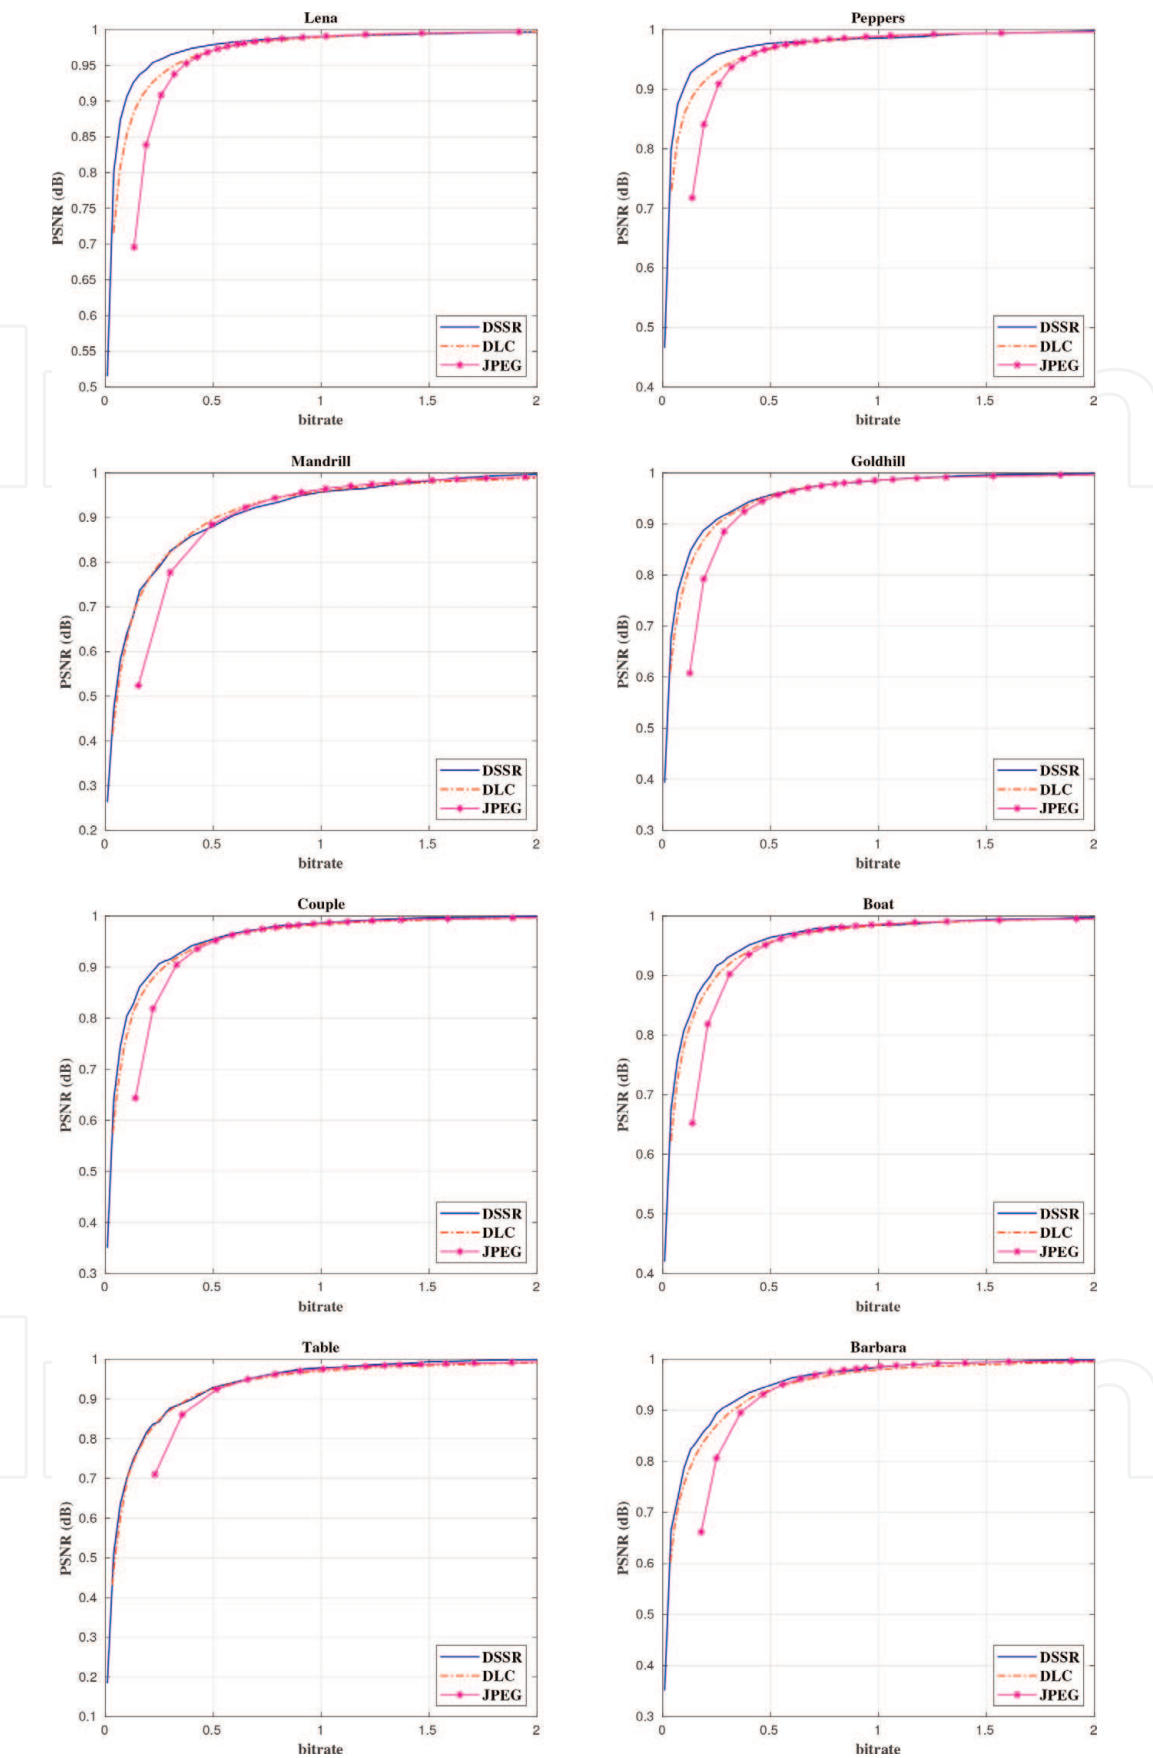 Lena
1
0.95
0.9
0.85
0.8
0.75
0.7
0.65
0.6
0.55
0.5
0 0.5 1 1.5 2
PSNR (dB)
bitrate
DSSR
DLC
JPEG
Peppers
1
0.9
0.8
0.7
0.6
0.5
0.4
0 0.5 1 1.5 2
PSNR (dB)
bitrate
DSSR
DLC
JPEG
Mandrill
1
0.9
0.8
0.7
0.6
0.5
0.4
0.3
0.2
0 0.5 1 1.5 2
PSNR (dB)
bitrate
DSSR
DLC
JPEG
Goldhill
1
0.9
0.8
0.7
0.6
0.5
0.4
0.3
0 0.5 1 1.5 2
PSNR (dB)
bitrate
DSSR
DLC
JPEG
Couple
1
0.9
0.8
0.7
0.6
0.5
0.4
0.3
0 0.5 1 1.5 2
PSNR (dB)
bitrate
DSSR
DLC
JPEG
Boat
1
0.9
0.8
0.7
0.6
0.5
0.4
0 0.5 1 1.5 2
PSNR (dB)
bitrate
DSSR
DLC
JPEG
Table
1
0.9
0.8
0.7
0.6
0.5
0.4
0.3
0.2
0.1
0 0.5 1 1.5 2
PSNR (dB)
bitrate
DSSR
DLC
JPEG
Barbara
1
0.9
0.8
0.7
0.6
0.5
0.4
0.3
0 0.5 1 1.5 2
PSNR (dB)
bitrate
DSSR
DLC
JPEG